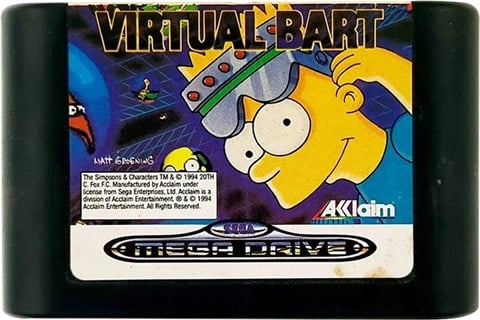 VIRTUAL BART
MATT GROENING
The Simpsons & Characters TM & © 1994 20TH
C. Fox F.C. Manufactured by Acclaim under
license from Sega Enterprises, Ltd. Acclaim is a
division of Acclaim Entertainment. ® & © 1994
Acclaim Entertainment. All Rights Reserved.
AKKlaim
SEGA
MEGA DRIVE